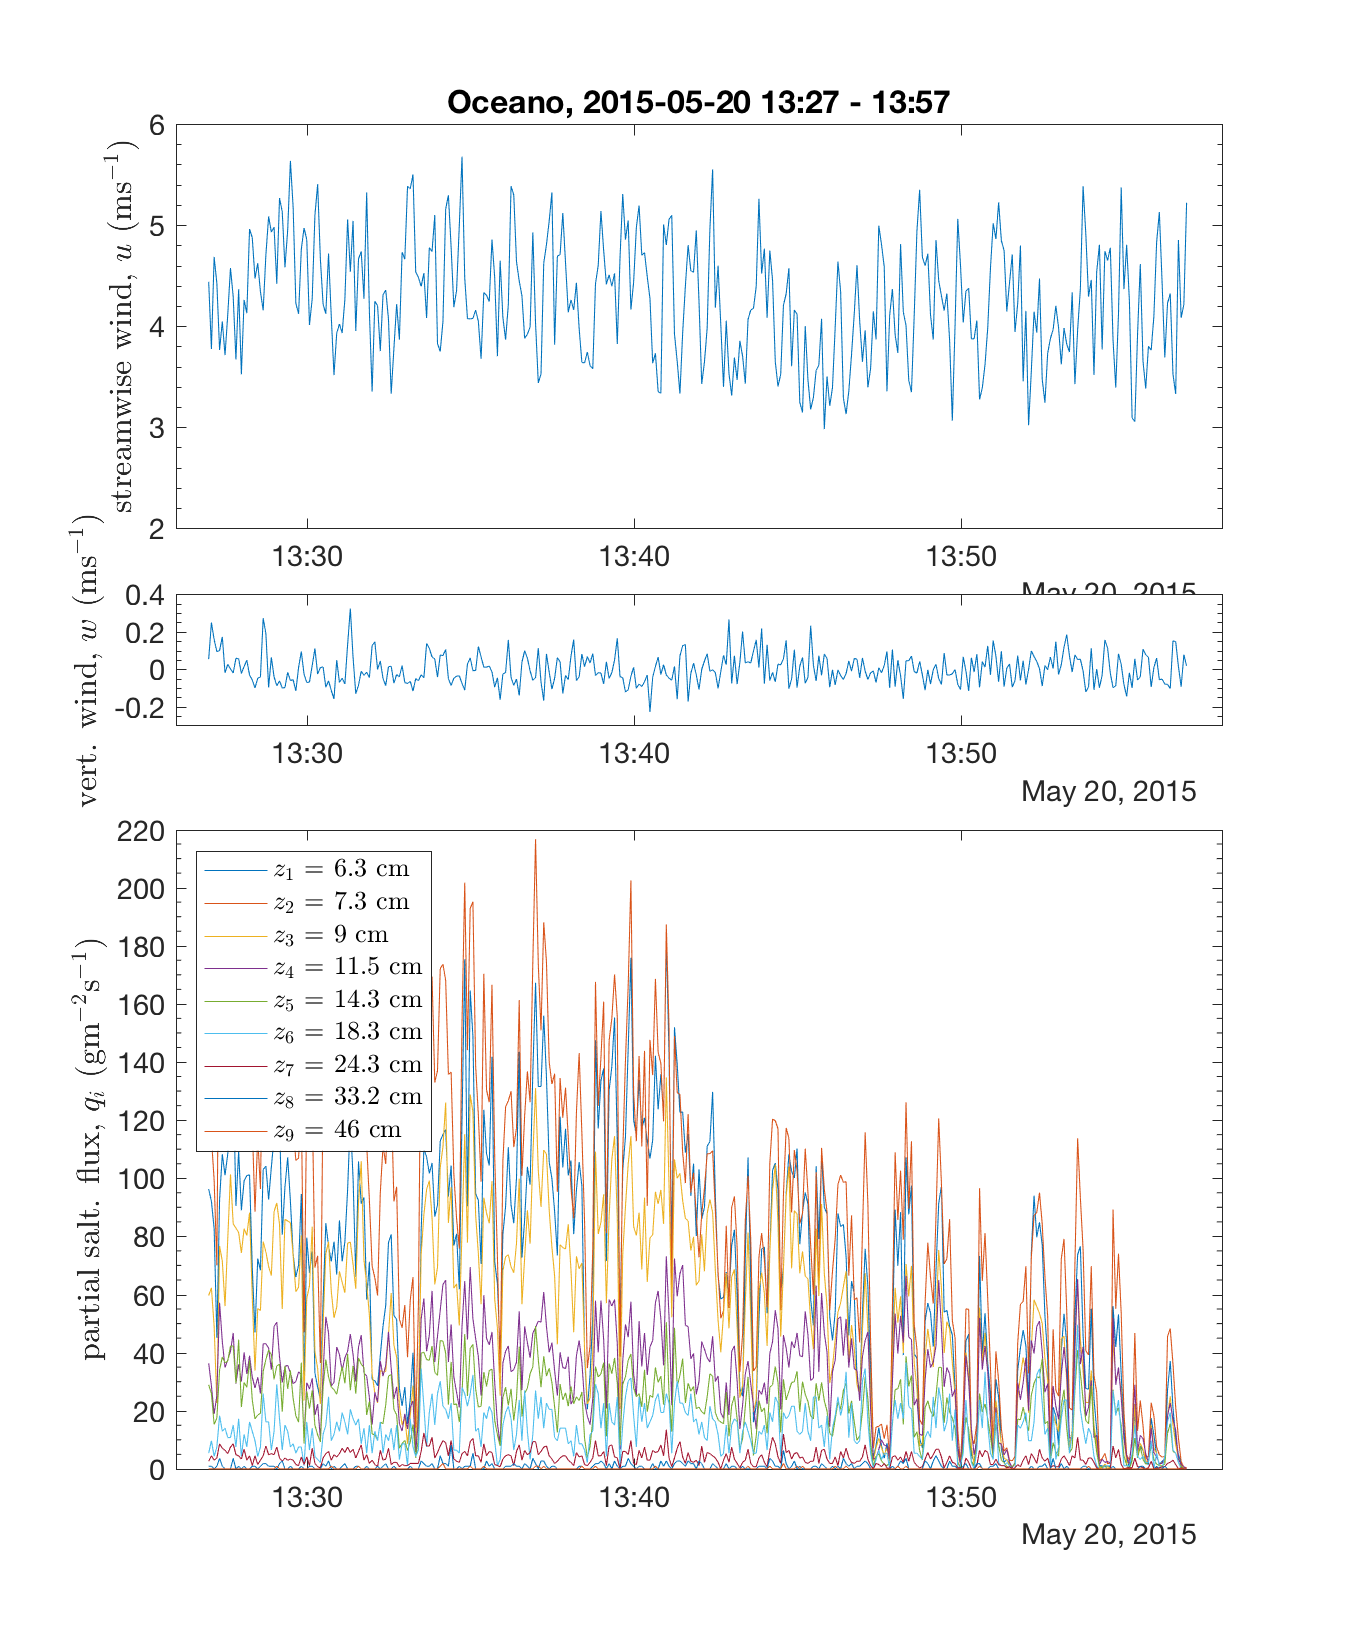 Oceano, 2015-05-20 13:27 - 13:57
streamwise wind, u (ms⁻¹)
6
5
4
3
2
13:30 13:40 13:50
May 20, 2015
vert. wind, w (ms⁻¹)
0.4
0.2
0
-0.2
13:30 13:40 13:50
May 20, 2015
partial salt. flux, qᵢ (gm⁻²s⁻¹)
220
200
180
160
140
120
100
80
60
40
20
0
z₁ = 6.3 cm
z₂ = 7.3 cm
z₃ = 9 cm
z₄ = 11.5 cm
z₅ = 14.3 cm
z₆ = 18.3 cm
z₇ = 24.3 cm
z₈ = 33.2 cm
z₉ = 46 cm
13:30 13:40 13:50
May 20, 2015